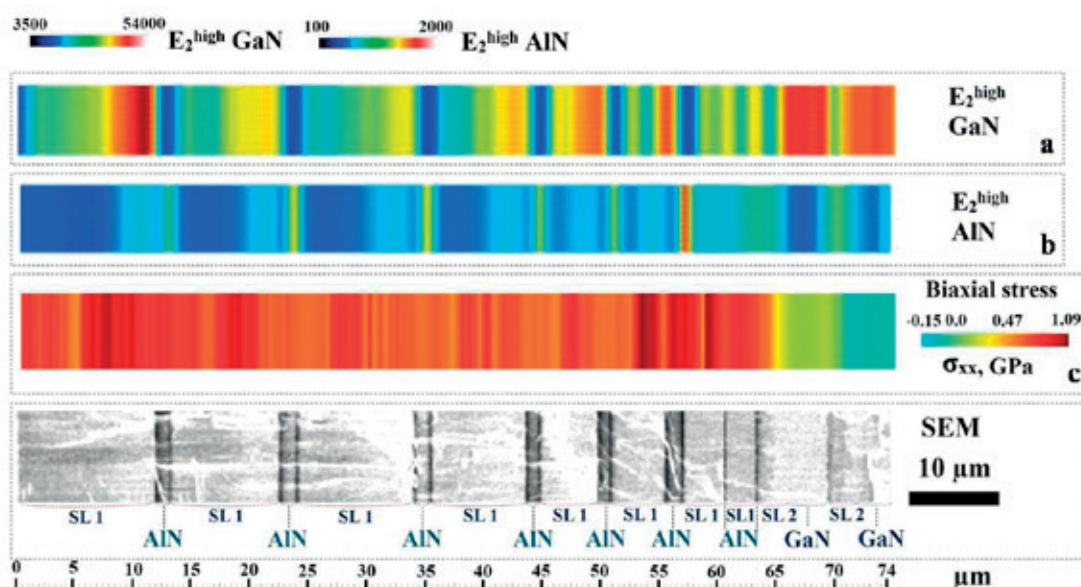 3500 54000 E₂ʰⁱᵍʰ GaN 100 2000 E₂ʰⁱᵍʰ AlN
E₂ʰⁱᵍʰ
GaN
a
E₂ʰⁱᵍʰ
AlN
b
Biaxial stress
-0.15 0.0 0.47 1.09
σxx, GPa c
SEM
10 μm
SL 1 SL 1 SL 1 SL 1 SL 1 SL 1 SL 1 SL1 SL 2 SL 2
AlN AlN AlN AlN AlN AlN AlN GaN GaN
0 5 10 15 20 25 30 35 40 45 50 55 60 65 70 74 μm